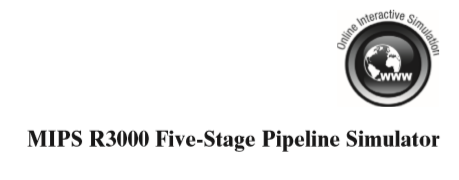 Online Interactive Simulation
WWW
MIPS R3000 Five-Stage Pipeline Simulator